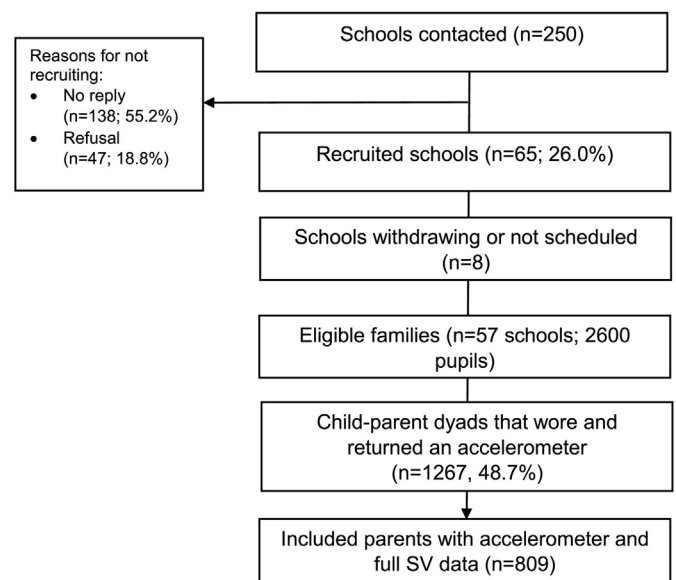 Schools contacted (n=250)
Reasons for not
recruiting:
• No reply
(n=138; 55.2%)
• Refusal
(n=47; 18.8%)
Recruited schools (n=65; 26.0%)
Schools withdrawing or not scheduled
(n=8)
Eligible families (n=57 schools; 2600
pupils)
Child-parent dyads that wore and
returned an accelerometer
(n=1267, 48.7%)
Included parents with accelerometer and
full SV data (n=809)